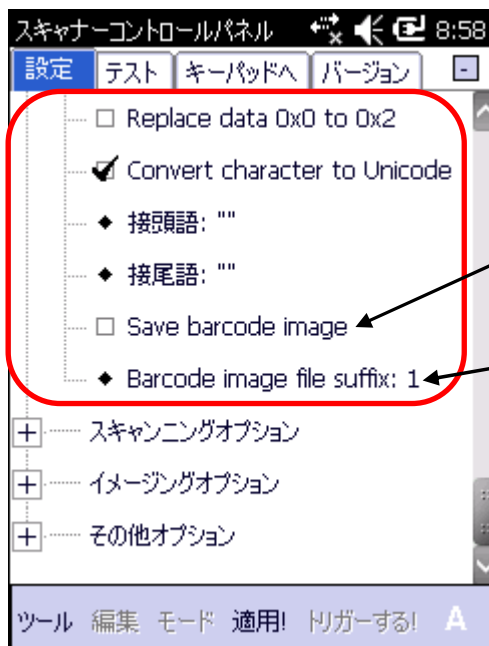 スキャナーコントロールパネル 8:58
設定 テスト キーパッドへ バージョン
Replace data 0x0 to 0x2
Convert character to Unicode
接頭語: ""
接尾語: ""
Save barcode image
Barcode image file suffix: 1
スキャンニングオプション
イメージングオプション
その他オプション
ツール 編集 モード 適用! トリガーする! A